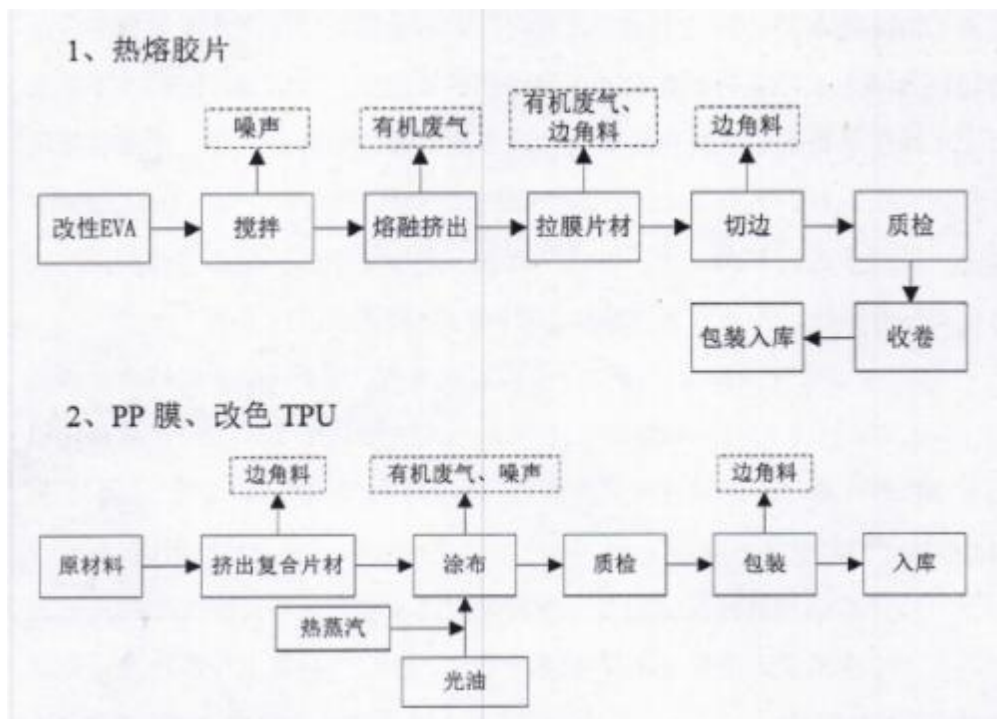 1、热熔胶片
噪声
有机废气
有机废气、
边角料
边角料
改性EVA
搅拌
熔融挤出
拉膜片材
切边
质检
包装入库
收卷
2、PP 膜、改色 TPU
边角料
有机废气、噪声
边角料
原材料
挤出复合片材
涂布
质检
包装
入库
热蒸汽
光油